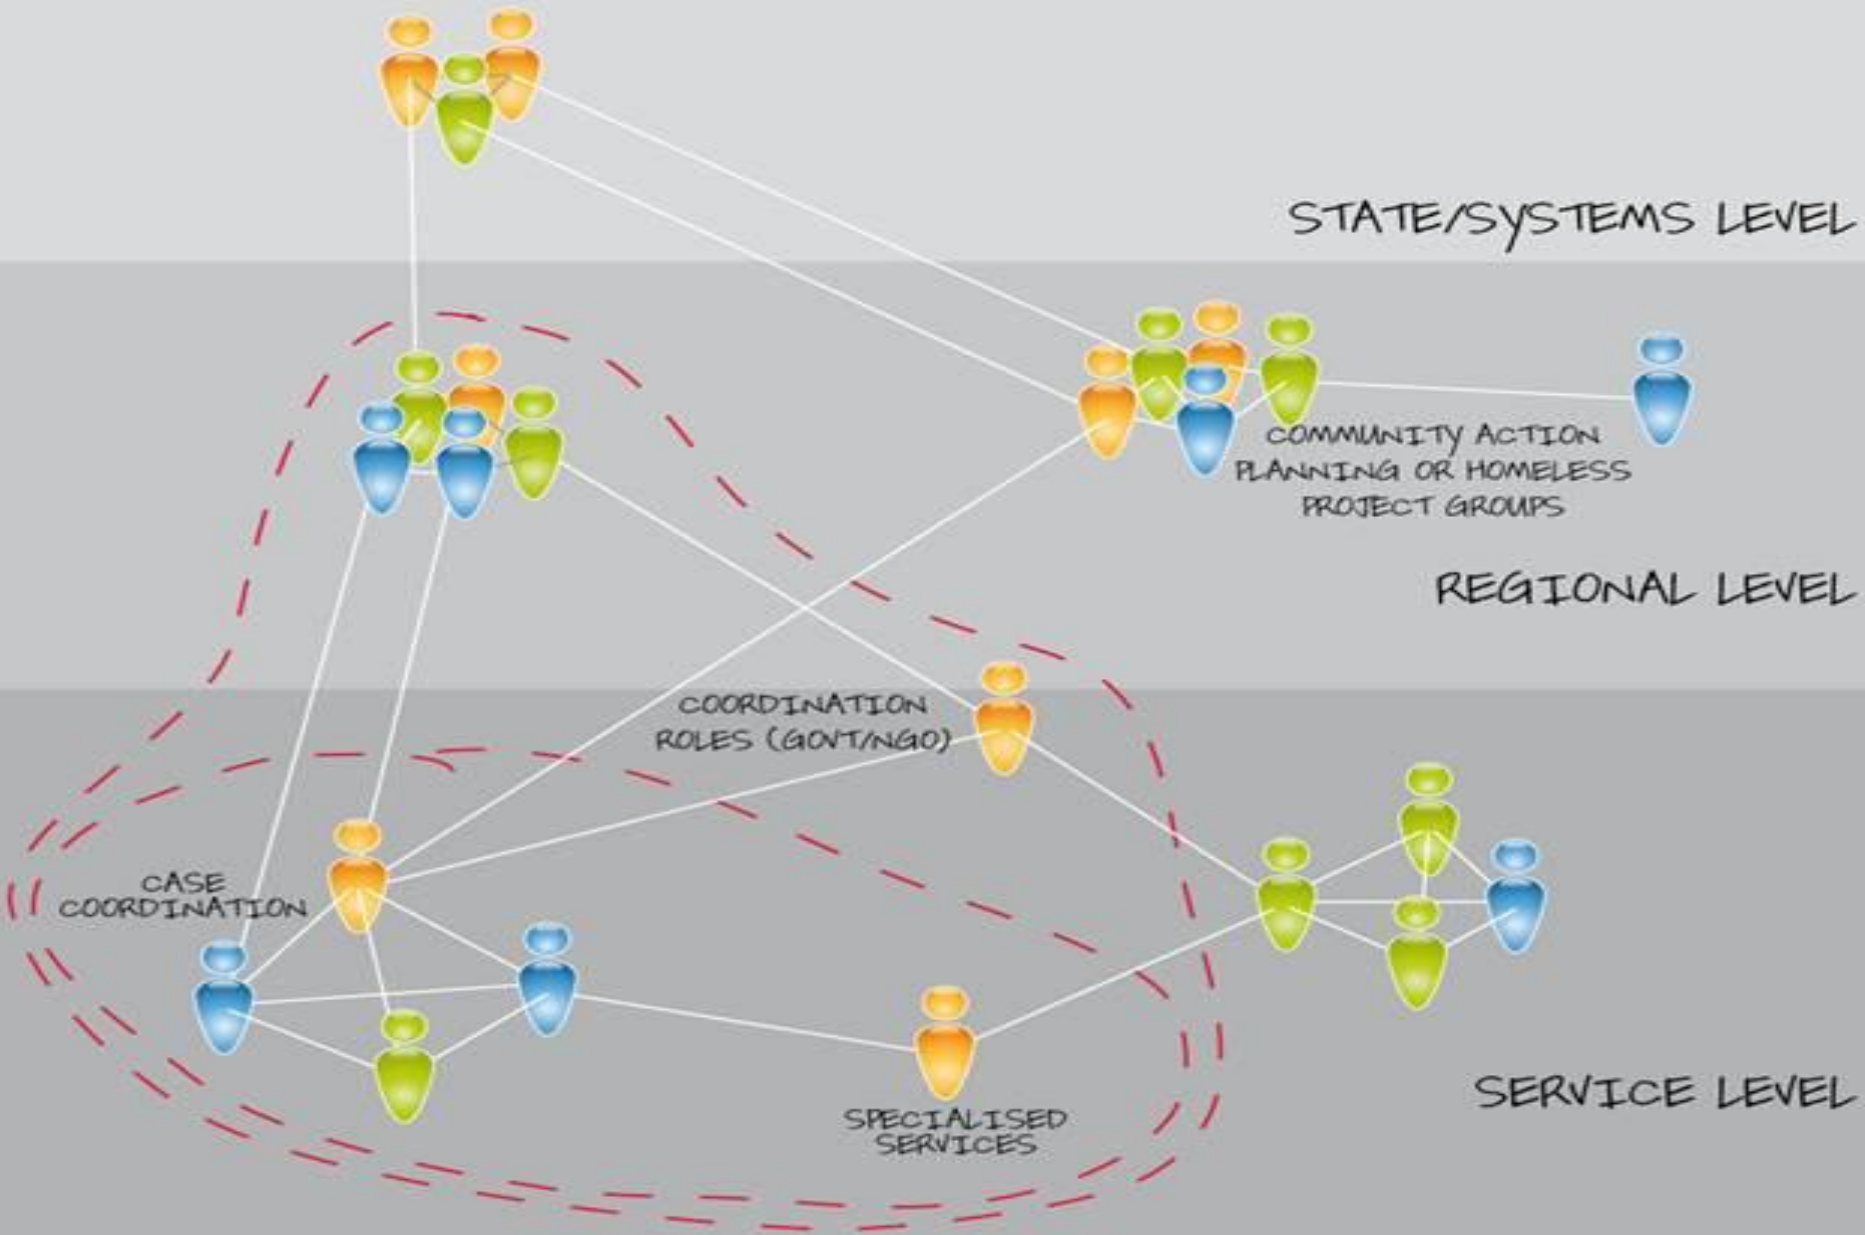 STATE/SYSTEMS LEVEL
COMMUNITY ACTION
PLANNING OR HOMELESS
PROJECT GROUPS
REGIONAL LEVEL
COORDINATION
ROLES (GOVT/NGO)
CASE
COORDINATION
SERVICE LEVEL
SPECIALISED
SERVICES